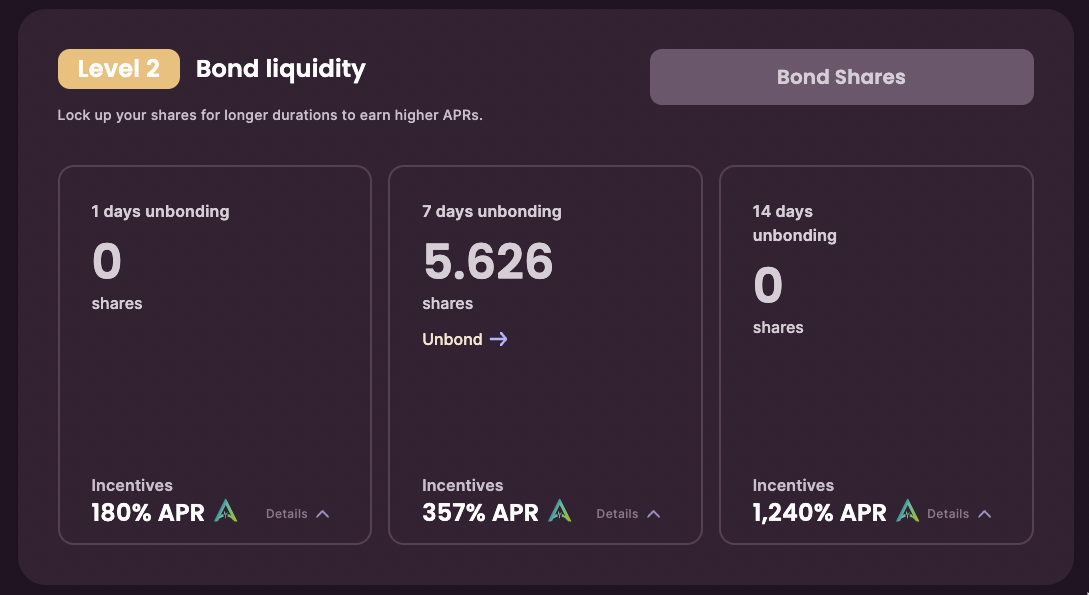 Level 2 Bond liquidity
Bond Shares
Lock up your shares for longer durations to earn higher APRs.
1 days unbonding
0
shares
Incentives
180% APR Details
7 days unbonding
5.626
shares
Unbond →
Incentives
357% APR Details
14 days
unbonding
0
shares
Incentives
1,240% APR Details